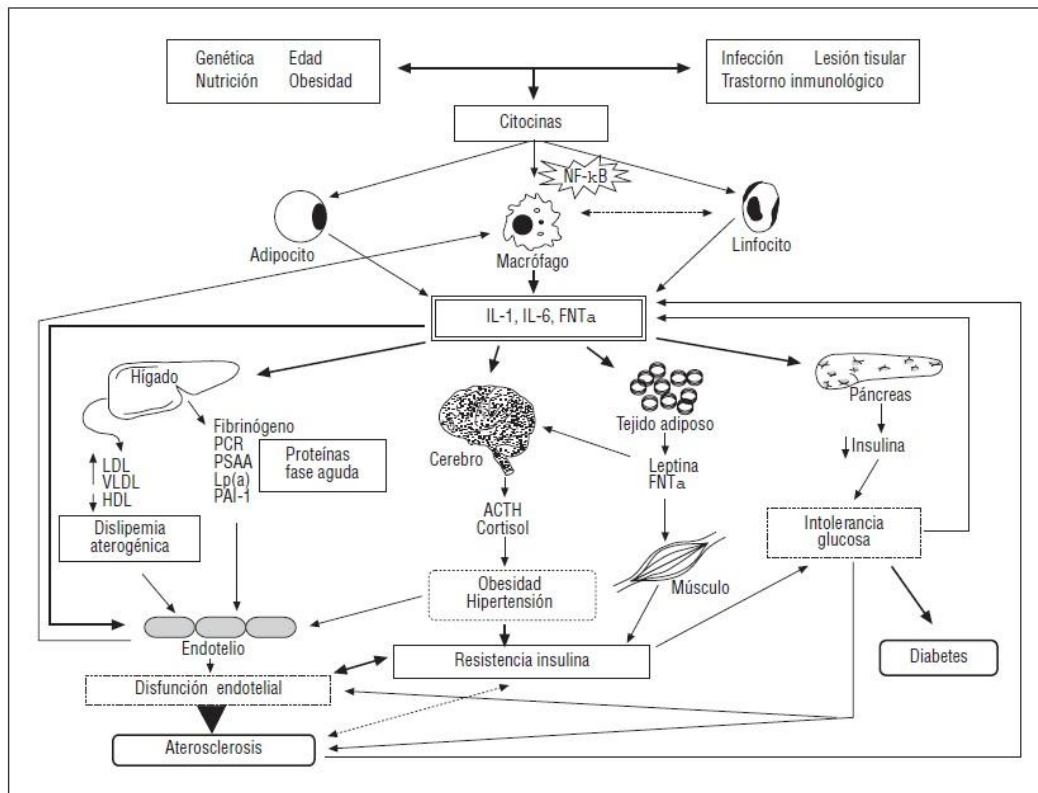 Genética Edad
Nutrición Obesidad
Infección Lesión tisular
Trastorno inmunológico
Citocinas
NF-kB
Adipocito
Macrófago
Linfocito
IL-1, IL-6, FNTa
Hígado
Fibrinógeno
PCR
PSAA
Lp(a)
PAI-1
Proteínas
fase aguda
LDL
VLDL
HDL
Dislipemia
aterogénica
Cerebro
ACTH
Cortisol
Tejido adiposo
Leptina
FNTa
Páncreas
Insulina
Intolerancia
glucosa
Obesidad
Hipertensión
Músculo
Endotelio
Resistencia insulina
Diabetes
Disfunción endotelial
Aterosclerosis